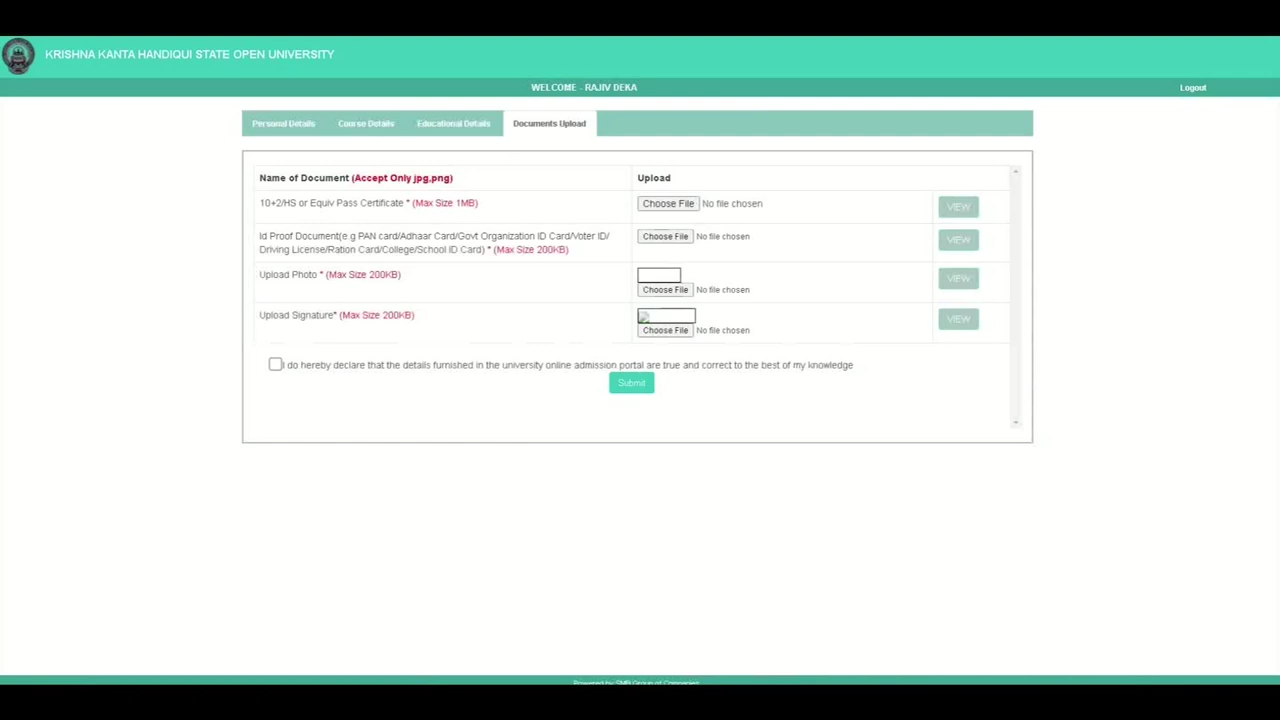 KRISHNA KANTA HANDIQUI STATE OPEN UNIVERSITY
WELCOME - RAJIV DEKA
Logout
Personal Details
Course Details
Educational Details
Documents Upload
Name of Document (Accept Only jpg,png)
Upload
10+2/HS or Equiv Pass Certificate * (Max Size 1MB)
Choose File No file chosen
VIEW
Id Proof Document(e.g PAN card/Adhaar Card/Govt Organization ID Card/Voter ID/
Driving License/Ration Card/College/School ID Card) * (Max Size 200KB)
Choose File No file chosen
VIEW
Upload Photo * (Max Size 200KB)
Choose File No file chosen
VIEW
Upload Signature* (Max Size 200KB)
Choose File No file chosen
VIEW
I do hereby declare that the details furnished in the university online admission portal are true and correct to the best of my knowledge
Submit
Powered by SMB Group of Companies